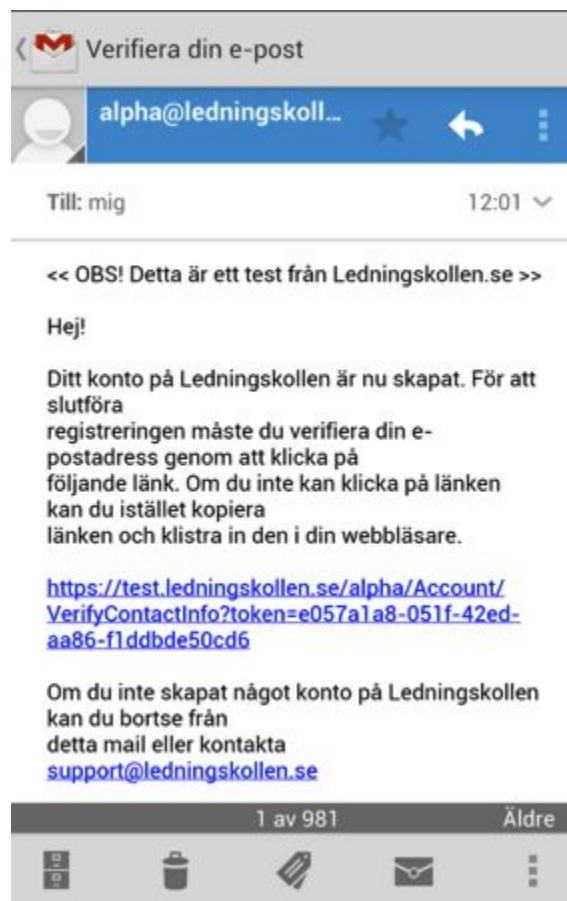 Verifiera din e-post
alpha@ledningskoll...
Till: mig
12:01
<< OBS! Detta är ett test från Ledningskollen.se >>
Hej!
Ditt konto på Ledningskollen är nu skapat. För att
slutföra
registreringen måste du verifiera din e-
postadress genom att klicka på
följande länk. Om du inte kan klicka på länken
kan du istället kopiera
länken och klistra in den i din webbläsare.
https://test.ledningskollen.se/alpha/Account/
VerifyContactInfo?token=e057a1a8-051f-42ed-
aa86-f1ddbde50cd6
Om du inte skapat något konto på Ledningskollen
kan du bortse från
detta mail eller kontakta
support@ledningskollen.se
1 av 981
Äldre